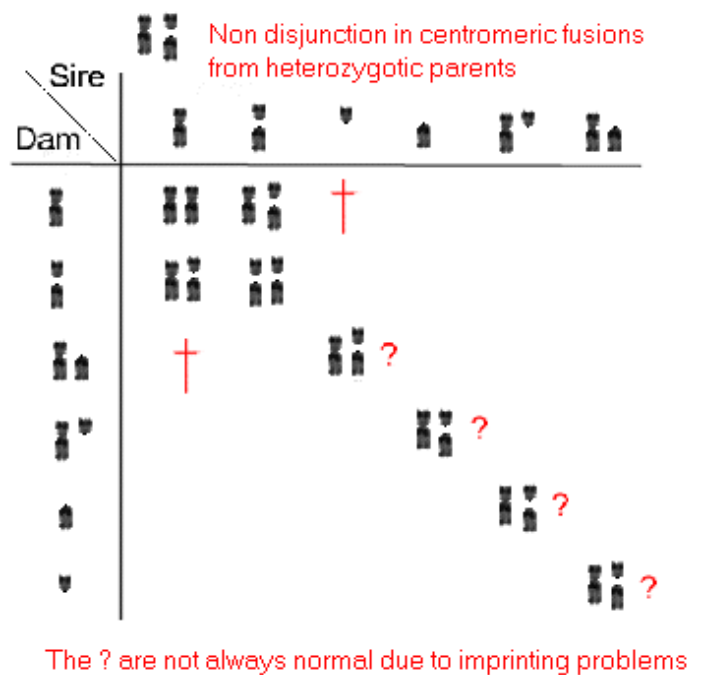 Non disjunction in centromeric fusions
from heterozygotic parents
Sire
Dam
?
?
?
?
The ? are not always normal due to imprinting problems